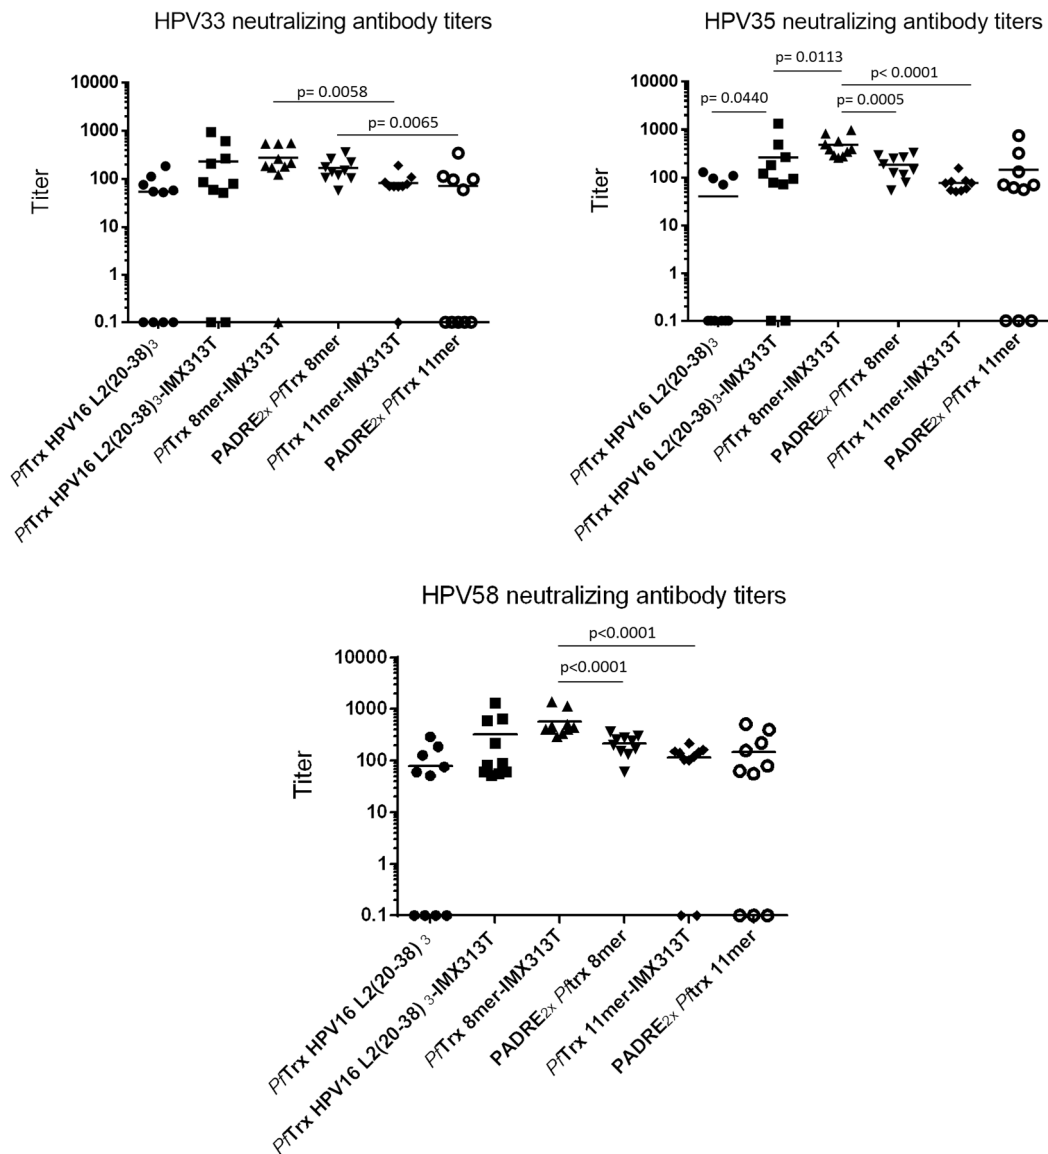 HPV33 neutralizing antibody titers
Titer
10000
1000
100
10
1
0.1
p= 0.0058
p= 0.0065
PfTrx HPV16 L2(20-38)3
PfTrx HPV16 L2(20-38)3-IMX313T
PfTrx 8mer-IMX313T
PADRE2x PfTrx 8mer
PfTrx 11mer-IMX313T
PADRE2x PfTrx 11mer
HPV35 neutralizing antibody titers
Titer
10000
1000
100
10
1
0.1
p= 0.0440
p= 0.0113
p< 0.0001
p= 0.0005
PfTrx HPV16 L2(20-38)3
PfTrx HPV16 L2(20-38)3-IMX313T
PfTrx 8mer-IMX313T
PADRE2x PfTrx 8mer
PfTrx 11mer-IMX313T
PADRE2x PfTrx 11mer
HPV58 neutralizing antibody titers
Titer
10000
1000
100
10
1
0.1
p<0.0001
p<0.0001
PfTrx HPV16 L2(20-38) 3
PfTrx HPV16 L2(20-38) 3-IMX313T
PfTrx 8mer-IMX313T
PADRE2x Pftrx 8mer
PfTrx 11mer-IMX313T
PADRE2x Pftrx 11mer